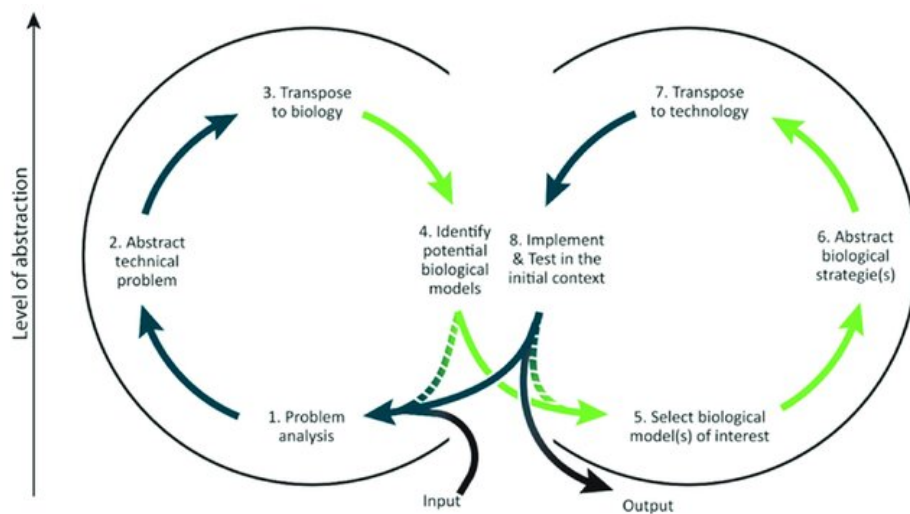 Level of abstraction
3. Transpose
to biology
7. Transpose
to technology
2. Abstract
technical
problem
4. Identify
potential
biological
models
8. Implement
& Test in the
initial context
6. Abstract
biological
strategie(s)
1. Problem
analysis
5. Select biological
model(s) of interest
Input
Output